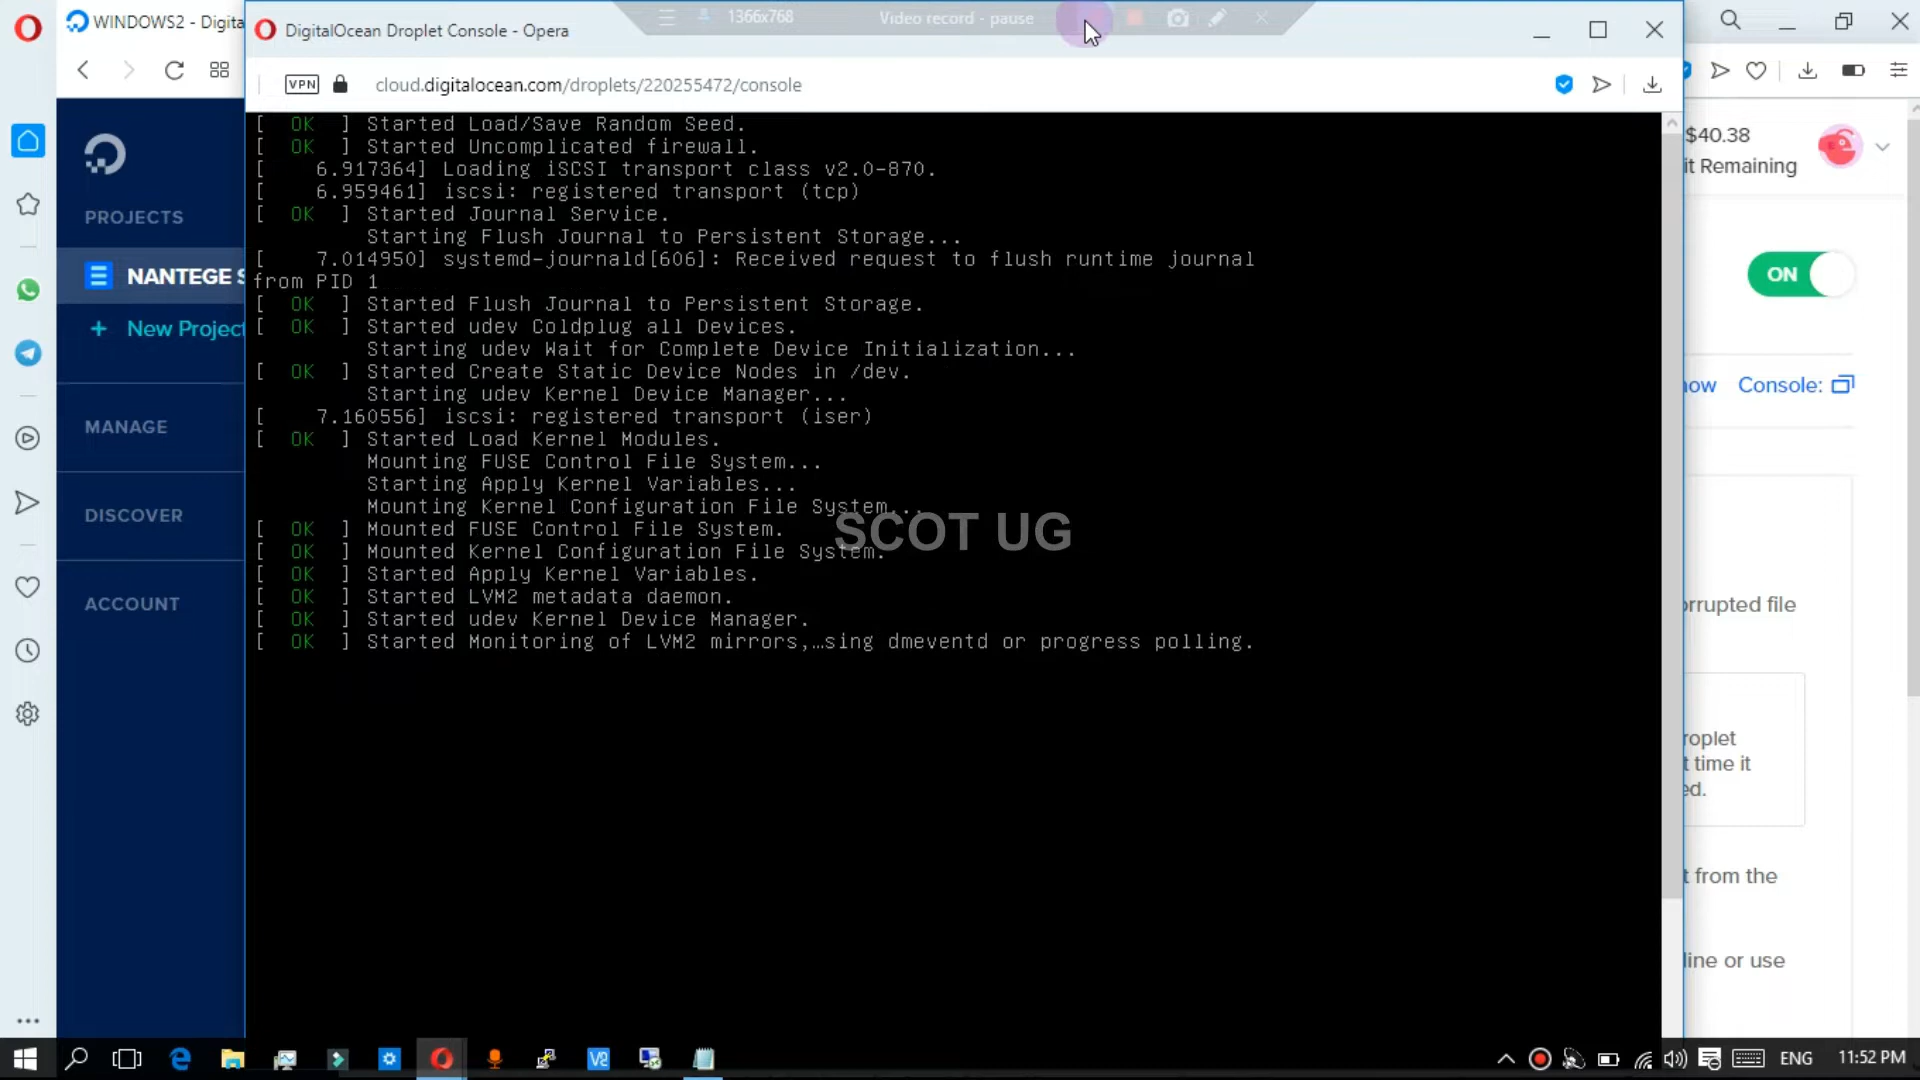 WINDOWS2 - Digita
DigitalOcean Droplet Console - Opera
1366x768
Video record - pause
VPN
cloud.digitalocean.com/droplets/220255472/console
PROJECTS
NANTEGE S
+ New Project
MANAGE
DISCOVER
ACCOUNT
[ OK ] Started Load/Save Random Seed.
[ OK ] Started Uncomplicated firewall.
[ 6.917364] Loading iSCSI transport class v2.0-870.
[ 6.959461] iscsi: registered transport (tcp)
[ OK ] Started Journal Service.
Starting Flush Journal to Persistent Storage...
[ 7.014950] systemd-journald[606]: Received request to flush runtime journal
from PID 1
[ OK ] Started Flush Journal to Persistent Storage.
[ OK ] Started udev Coldplug all Devices.
Starting udev Wait for Complete Device Initialization...
[ OK ] Started Create Static Device Nodes in /dev.
Starting udev Kernel Device Manager...
[ 7.160556] iscsi: registered transport (iser)
[ OK ] Started Load Kernel Modules.
Mounting FUSE Control File System...
Starting Apply Kernel Variables...
Mounting Kernel Configuration File System...
[ OK ] Mounted FUSE Control File System.
[ OK ] Mounted Kernel Configuration File System.
[ OK ] Started Apply Kernel Variables.
[ OK ] Started LVM2 metadata daemon.
[ OK ] Started udev Kernel Device Manager.
[ OK ] Started Monitoring of LVM2 mirrors,…sing dmeventd or progress polling.
SCOT UG
$40.38
it Remaining
ON
now Console:
orrupted file
roplet
t time it
ed.
t from the
line or use
ENG
11:52 PM